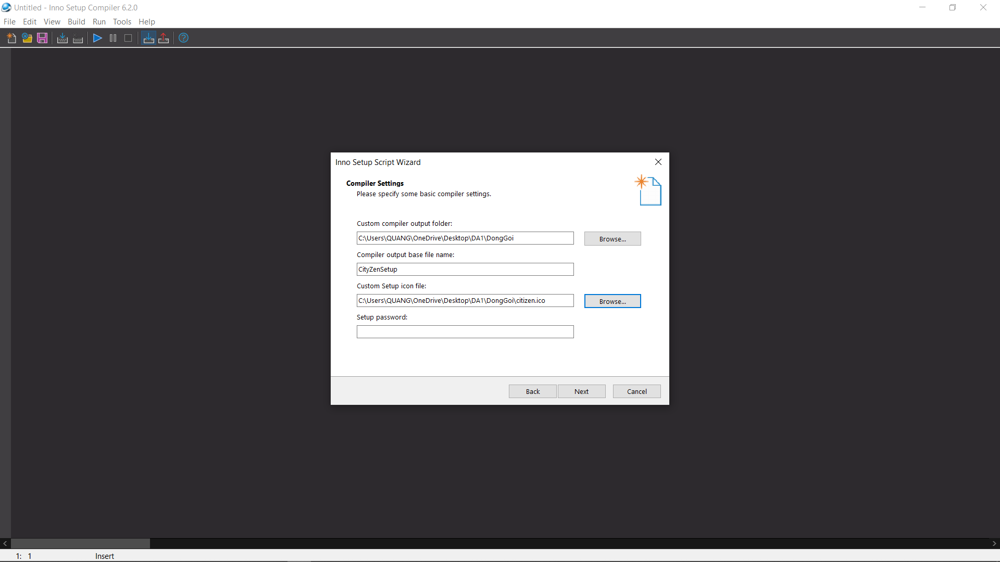 Untitled - Inno Setup Compiler 6.2.0
File Edit View Build Run Tools Help
Inno Setup Script Wizard
Compiler Settings
Please specify some basic compiler settings.
Custom compiler output folder:
C:\Users\QUANG\OneDrive\Desktop\DA1\DongGoi
Browse...
Compiler output base file name:
CityZenSetup
Custom Setup icon file:
C:\Users\QUANG\OneDrive\Desktop\DA1\DongGoi\citizen.ico
Browse...
Setup password:
Back Next Cancel
1: 1 Insert